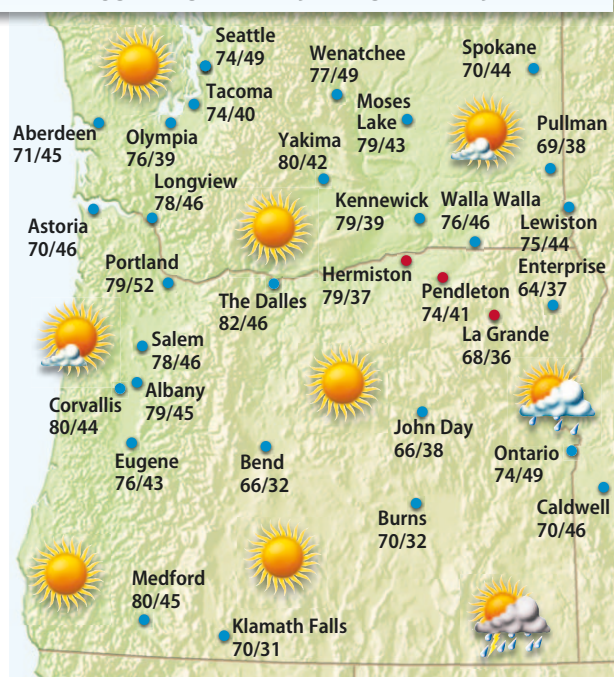 Seattle
74/49
Wenatchee
77/49
Spokane
70/44
Tacoma
74/40
Moses
Lake
79/43
Aberdeen
71/45
Olympia
76/39
Yakima
80/42
Pullman
69/38
Longview
78/46
Kennewick
79/39
Walla Walla
76/46
Lewiston
75/44
Astoria
70/46
Portland
79/52
The Dalles
82/46
Hermiston
79/37
Pendleton
74/41
Enterprise
64/37
La Grande
68/36
Salem
78/46
Albany
79/45
Corvallis
80/44
John Day
66/38
Eugene
76/43
Bend
66/32
Ontario
74/49
Caldwell
70/46
Burns
70/32
Medford
80/45
Klamath Falls
70/31